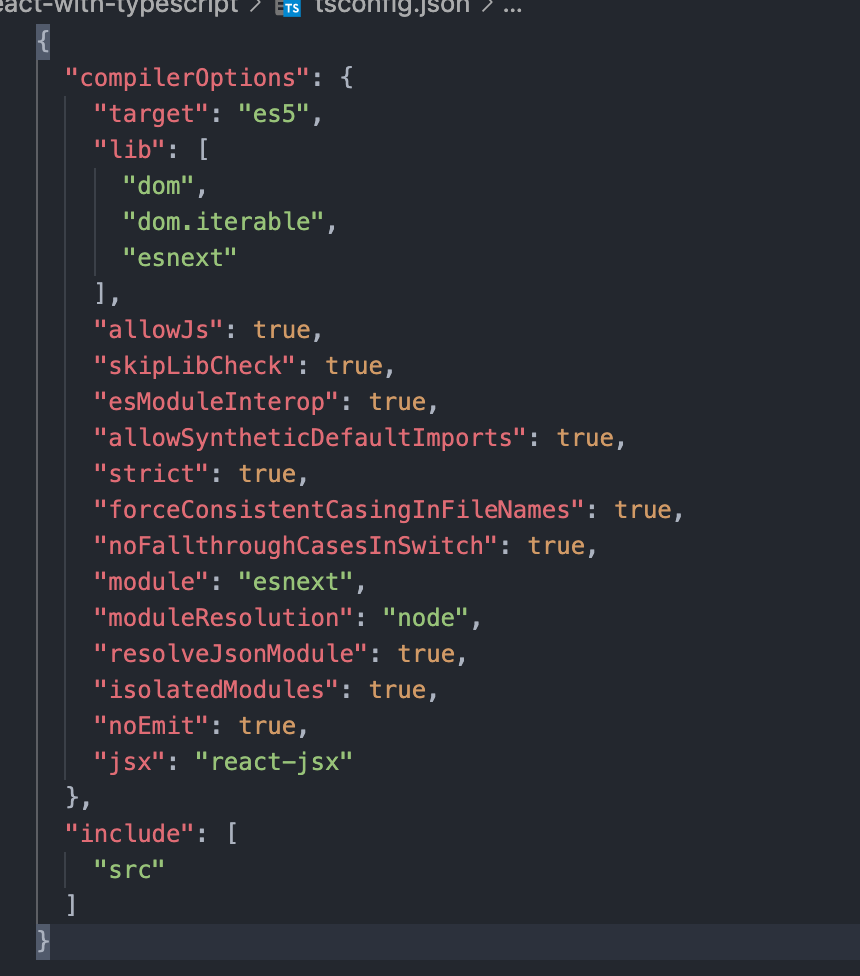 eact-with-typescript > TS tsconfig.json > ...
{
  "compilerOptions": {
    "target": "es5",
    "lib": [
      "dom",
      "dom.iterable",
      "esnext"
    ],
    "allowJs": true,
    "skipLibCheck": true,
    "esModuleInterop": true,
    "allowSyntheticDefaultImports": true,
    "strict": true,
    "forceConsistentCasingInFileNames": true,
    "noFallthroughCasesInSwitch": true,
    "module": "esnext",
    "moduleResolution": "node",
    "resolveJsonModule": true,
    "isolatedModules": true,
    "noEmit": true,
    "jsx": "react-jsx"
  },
  "include": [
    "src"
  ]
}